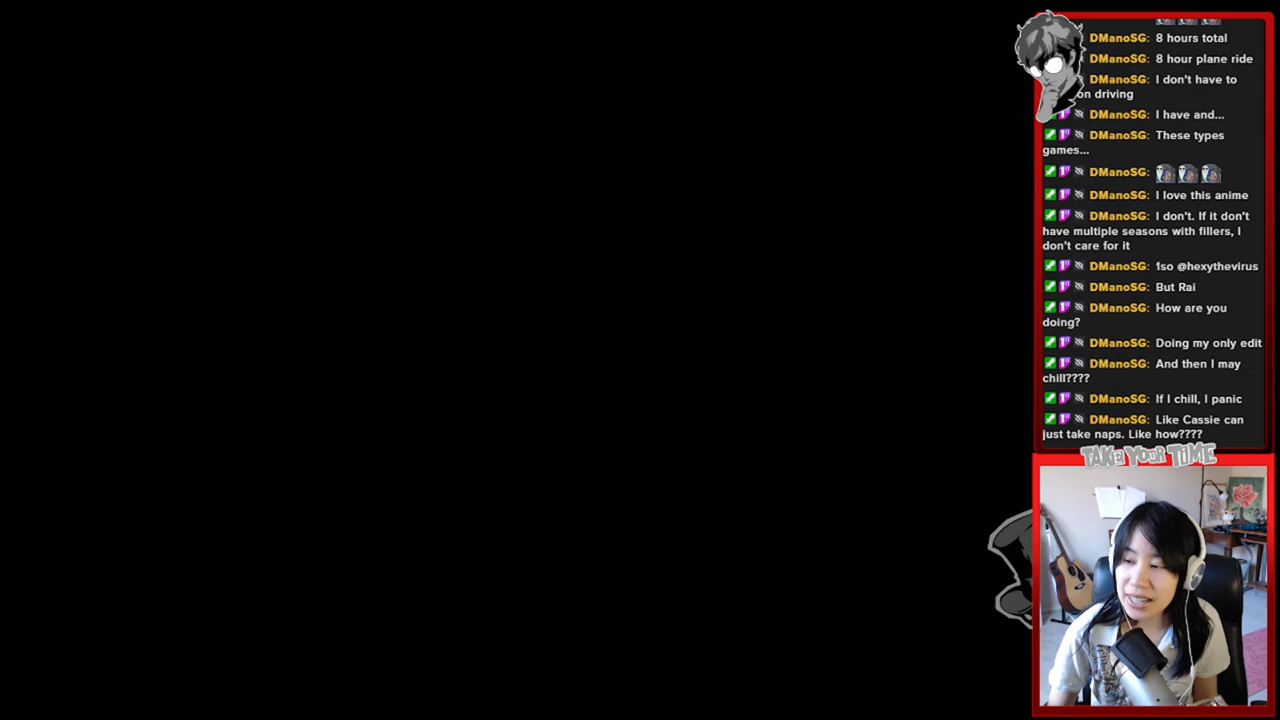 DManoSG: 8 hours total
DManoSG: 8 hour plane ride
DManoSG: I don't have to
on driving
DManoSG: I have and...
DManoSG: These types
games...
DManoSG:
DManoSG: I love this anime
DManoSG: I don't. If it don't
have multiple seasons with fillers, I
don't care for it
DManoSG: !so @hexythevirus
DManoSG: But Rai
DManoSG: How are you
doing?
DManoSG: Doing my only edit
DManoSG: And then I may
chill????
DManoSG: If I chill, I panic
DManoSG: Like Cassie can
just take naps. Like how????
TAKE YOUR TIME